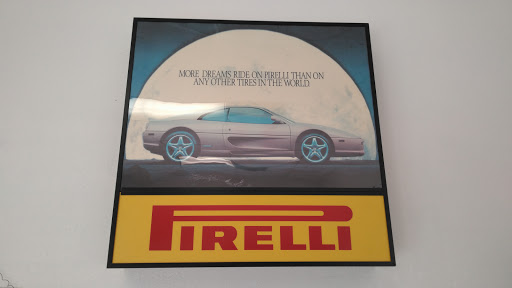 MORE DREAMS RIDE ON PIRELLI THAN ON
ANY OTHER TIRES IN THE WORLD.
PIRELLI